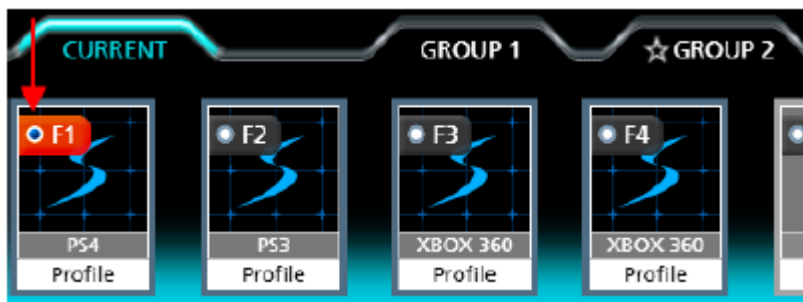 CURRENT GROUP 1 ☆ GROUP 2
F1 F2 F3 F4
PS4 PS3 XBOX 360 XBOX 360
Profile Profile Profile Profile